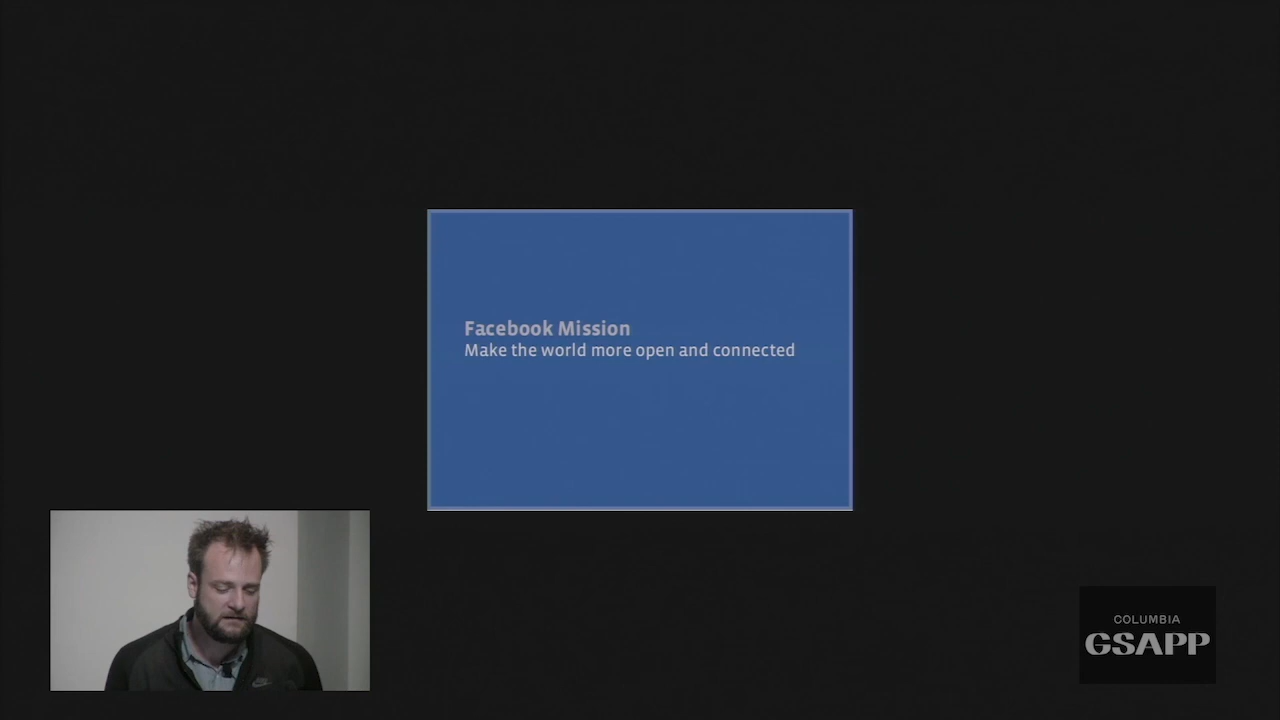 Facebook Mission
Make the world more open and connected
COLUMBIA
GSAPP